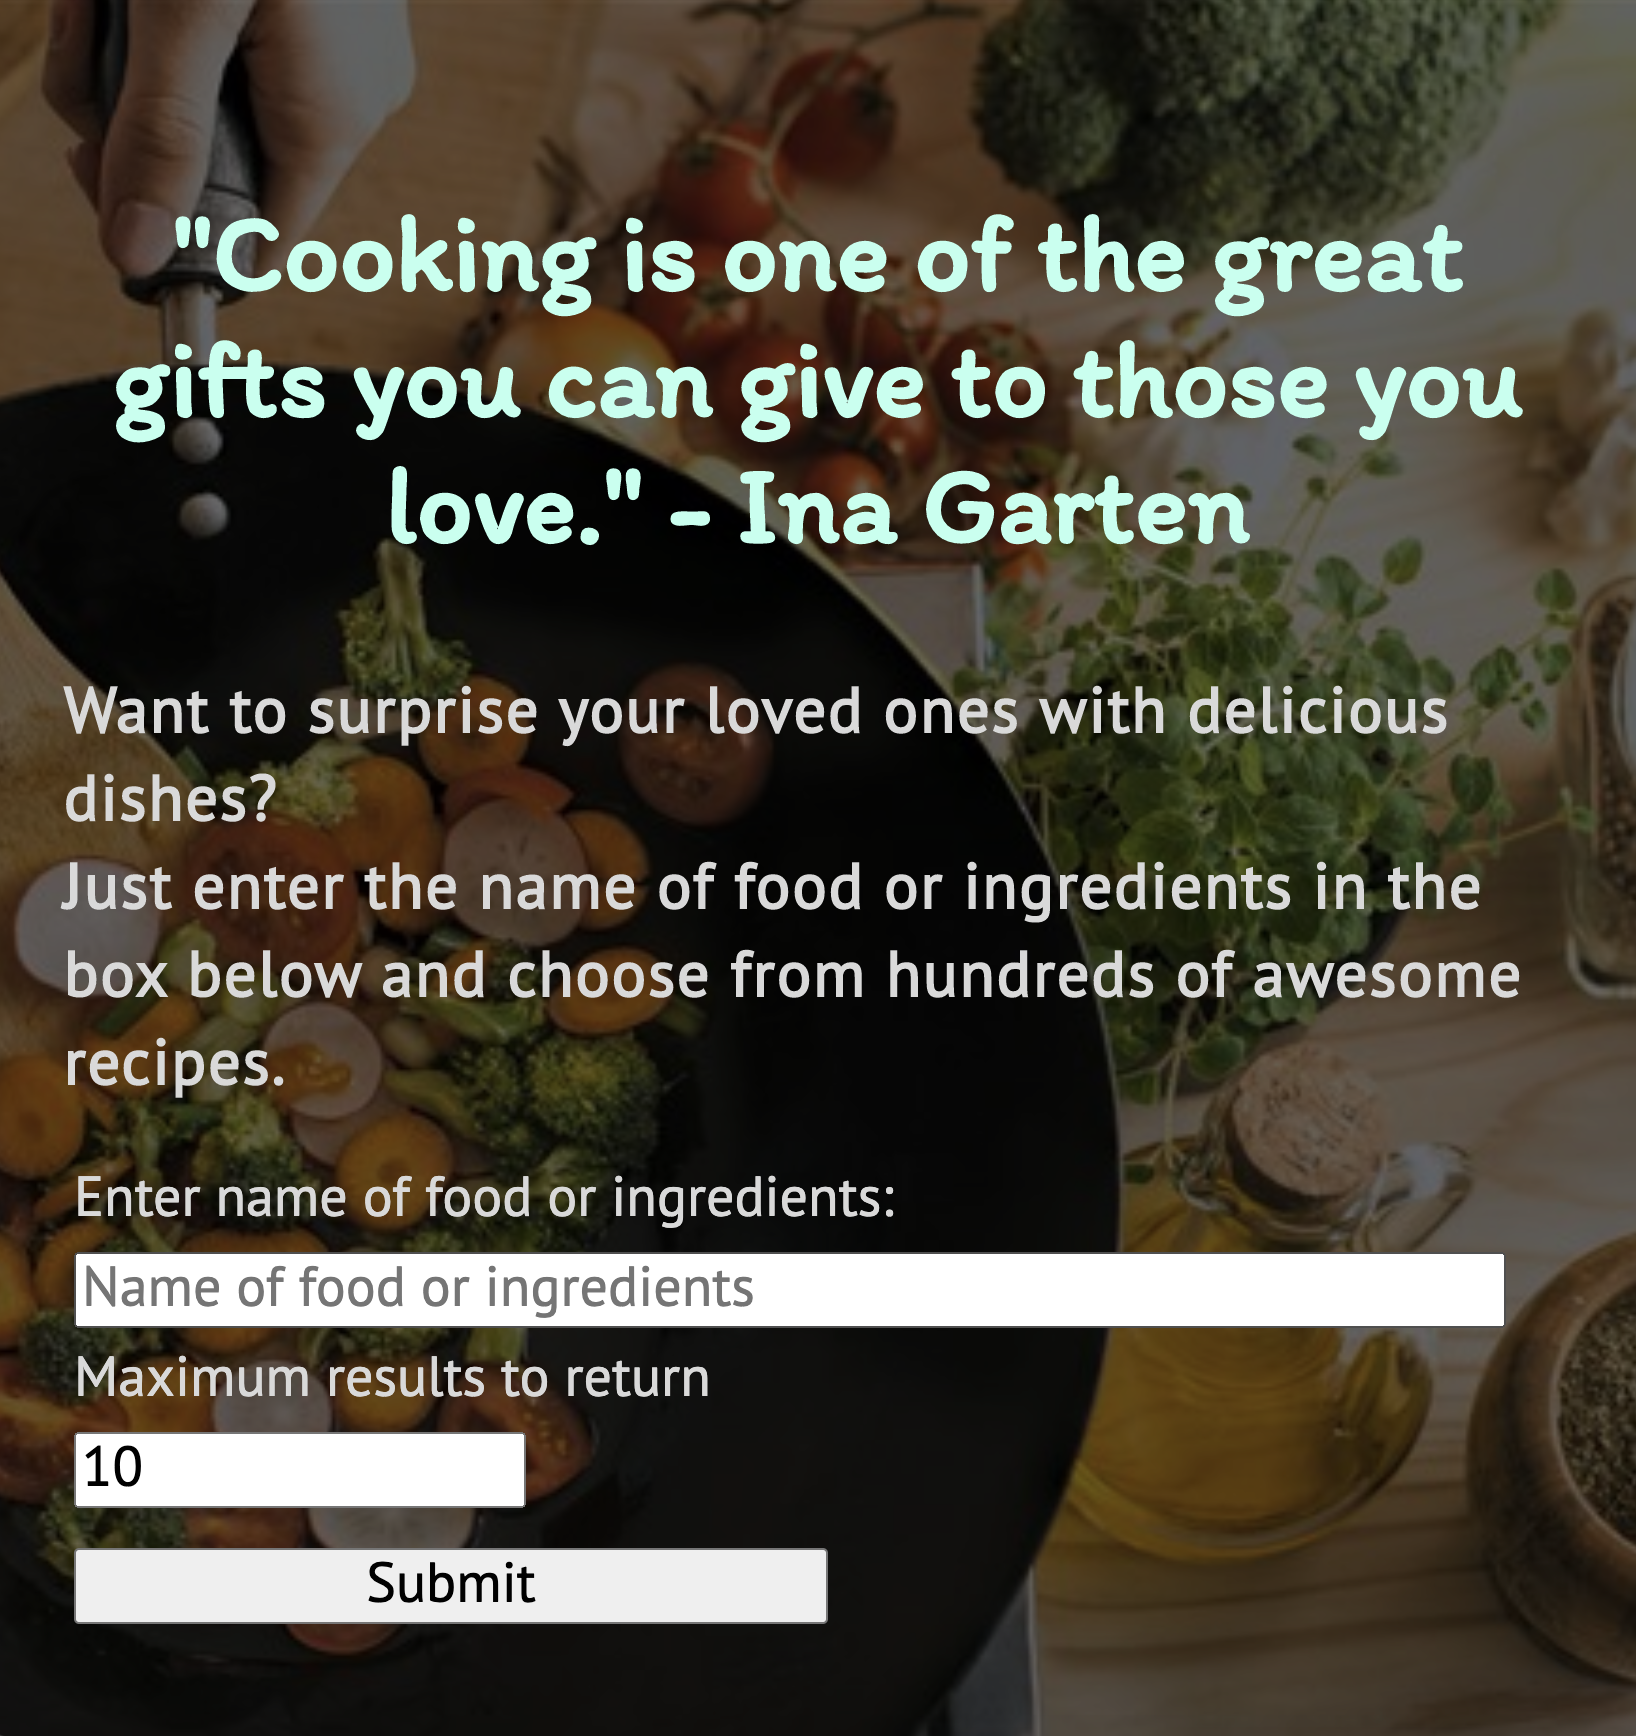 "Cooking is one of the great
gifts you can give to those you
love." - Ina Garten
Want to surprise your loved ones with delicious
dishes?
Just enter the name of food or ingredients in the
box below and choose from hundreds of awesome
recipes.
Enter name of food or ingredients:
Name of food or ingredients
Maximum results to return
10
Submit